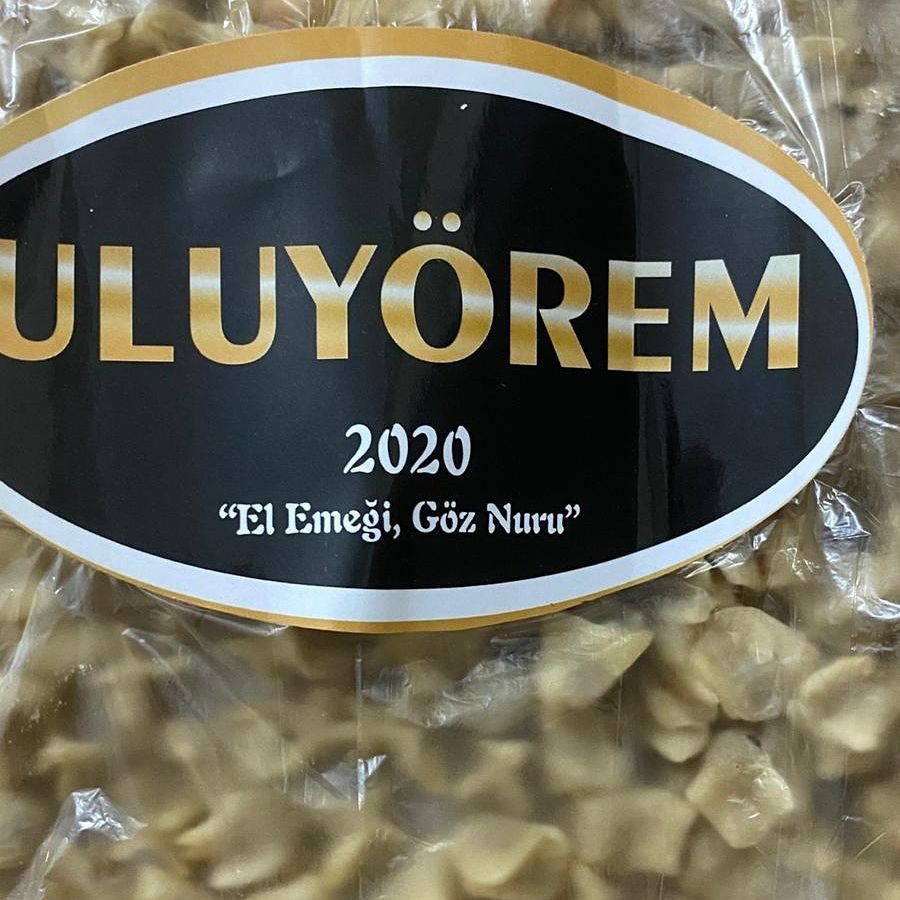 ULUYÖREM
2020
“El Emeği, Göz Nuru”